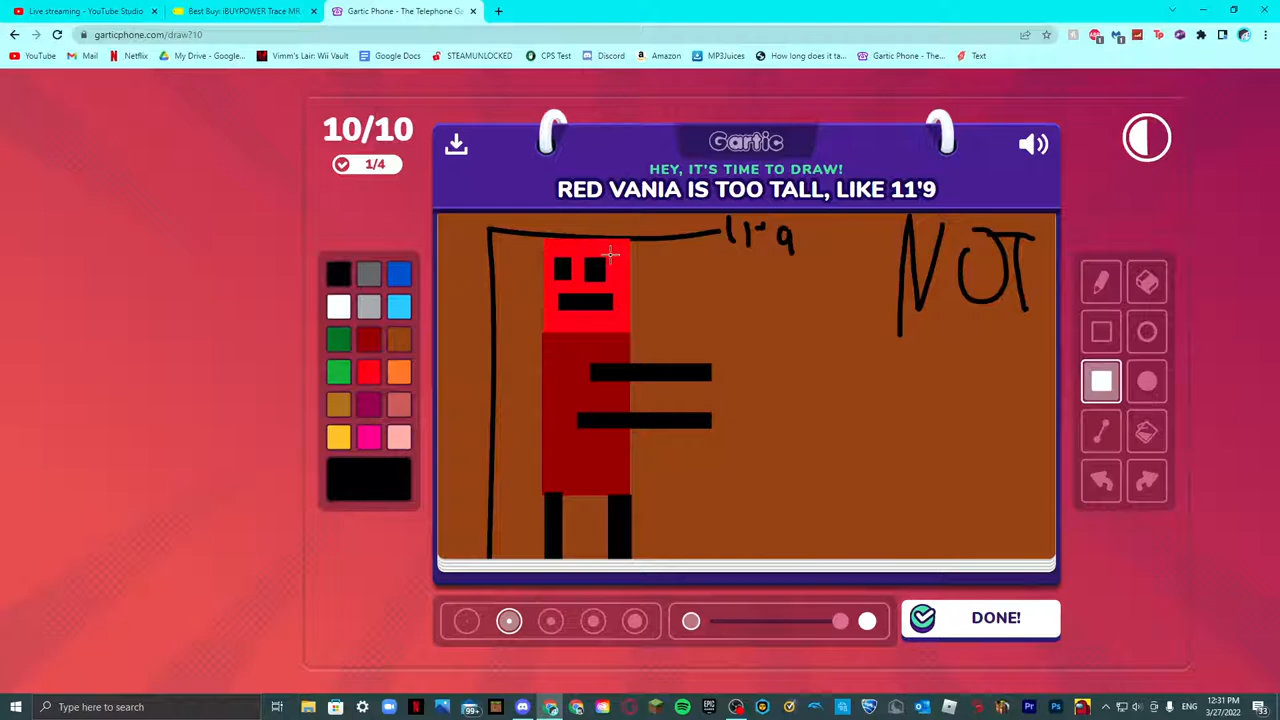 Live streaming - YouTube Studio
Best Buy: iBUYPOWER Trace MR
Gartic Phone - The Telephone Ga
garticphone.com/draw?10
YouTube
Mail
Netflix
My Drive - Google...
Vimm's Lair: Wii Vault
Google Docs
STEAMUNLOCKED
CPS Test
Discord
Amazon
MP3Juices
How long does it ta...
Gartic Phone - The...
Text
10/10
1/4
Gartic
HEY, IT'S TIME TO DRAW!
RED VANIA IS TOO TALL, LIKE 11'9
11'9
NOT
DONE!
Type here to search
99+
12:31 PM
3/27/2022